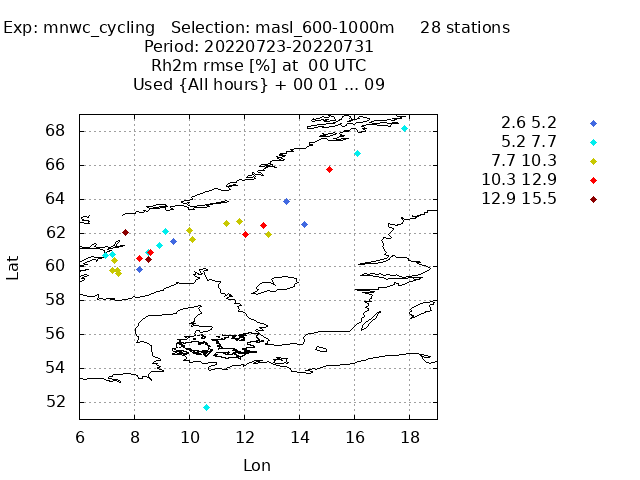 Exp: mnwc_cycling   Selection: masl_600-1000m     28 stations
Period: 20220723-20220731
Rh2m rmse [%] at  00 UTC
Used {All hours} + 00 01 ... 09
2.6 5.2
5.2 7.7
7.7 10.3
10.3 12.9
12.9 15.5
68
66
64
62
60
58
56
54
52
Lat
6 8 10 12 14 16 18
Lon